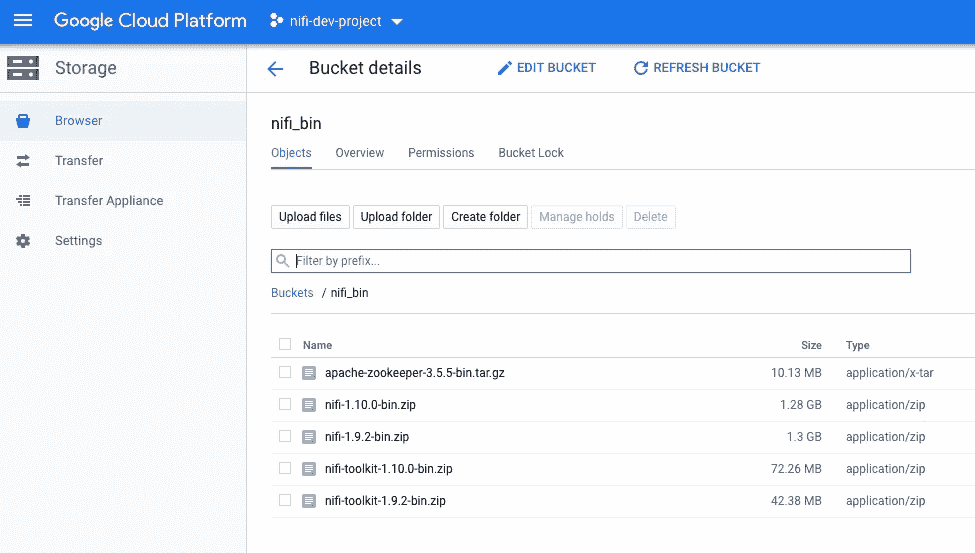 Google Cloud Platform nifi-dev-project
Storage
Bucket details EDIT BUCKET REFRESH BUCKET
Browser
Transfer
Transfer Appliance
Settings
nifi_bin
Objects Overview Permissions Bucket Lock
Upload files Upload folder Create folder Manage holds Delete
Filter by prefix...
Buckets / nifi_bin
Name Size Type
apache-zookeeper-3.5.5-bin.tar.gz 10.13 MB application/x-tar
nifi-1.10.0-bin.zip 1.28 GB application/zip
nifi-1.9.2-bin.zip 1.3 GB application/zip
nifi-toolkit-1.10.0-bin.zip 72.26 MB application/zip
nifi-toolkit-1.9.2-bin.zip 42.38 MB application/zip